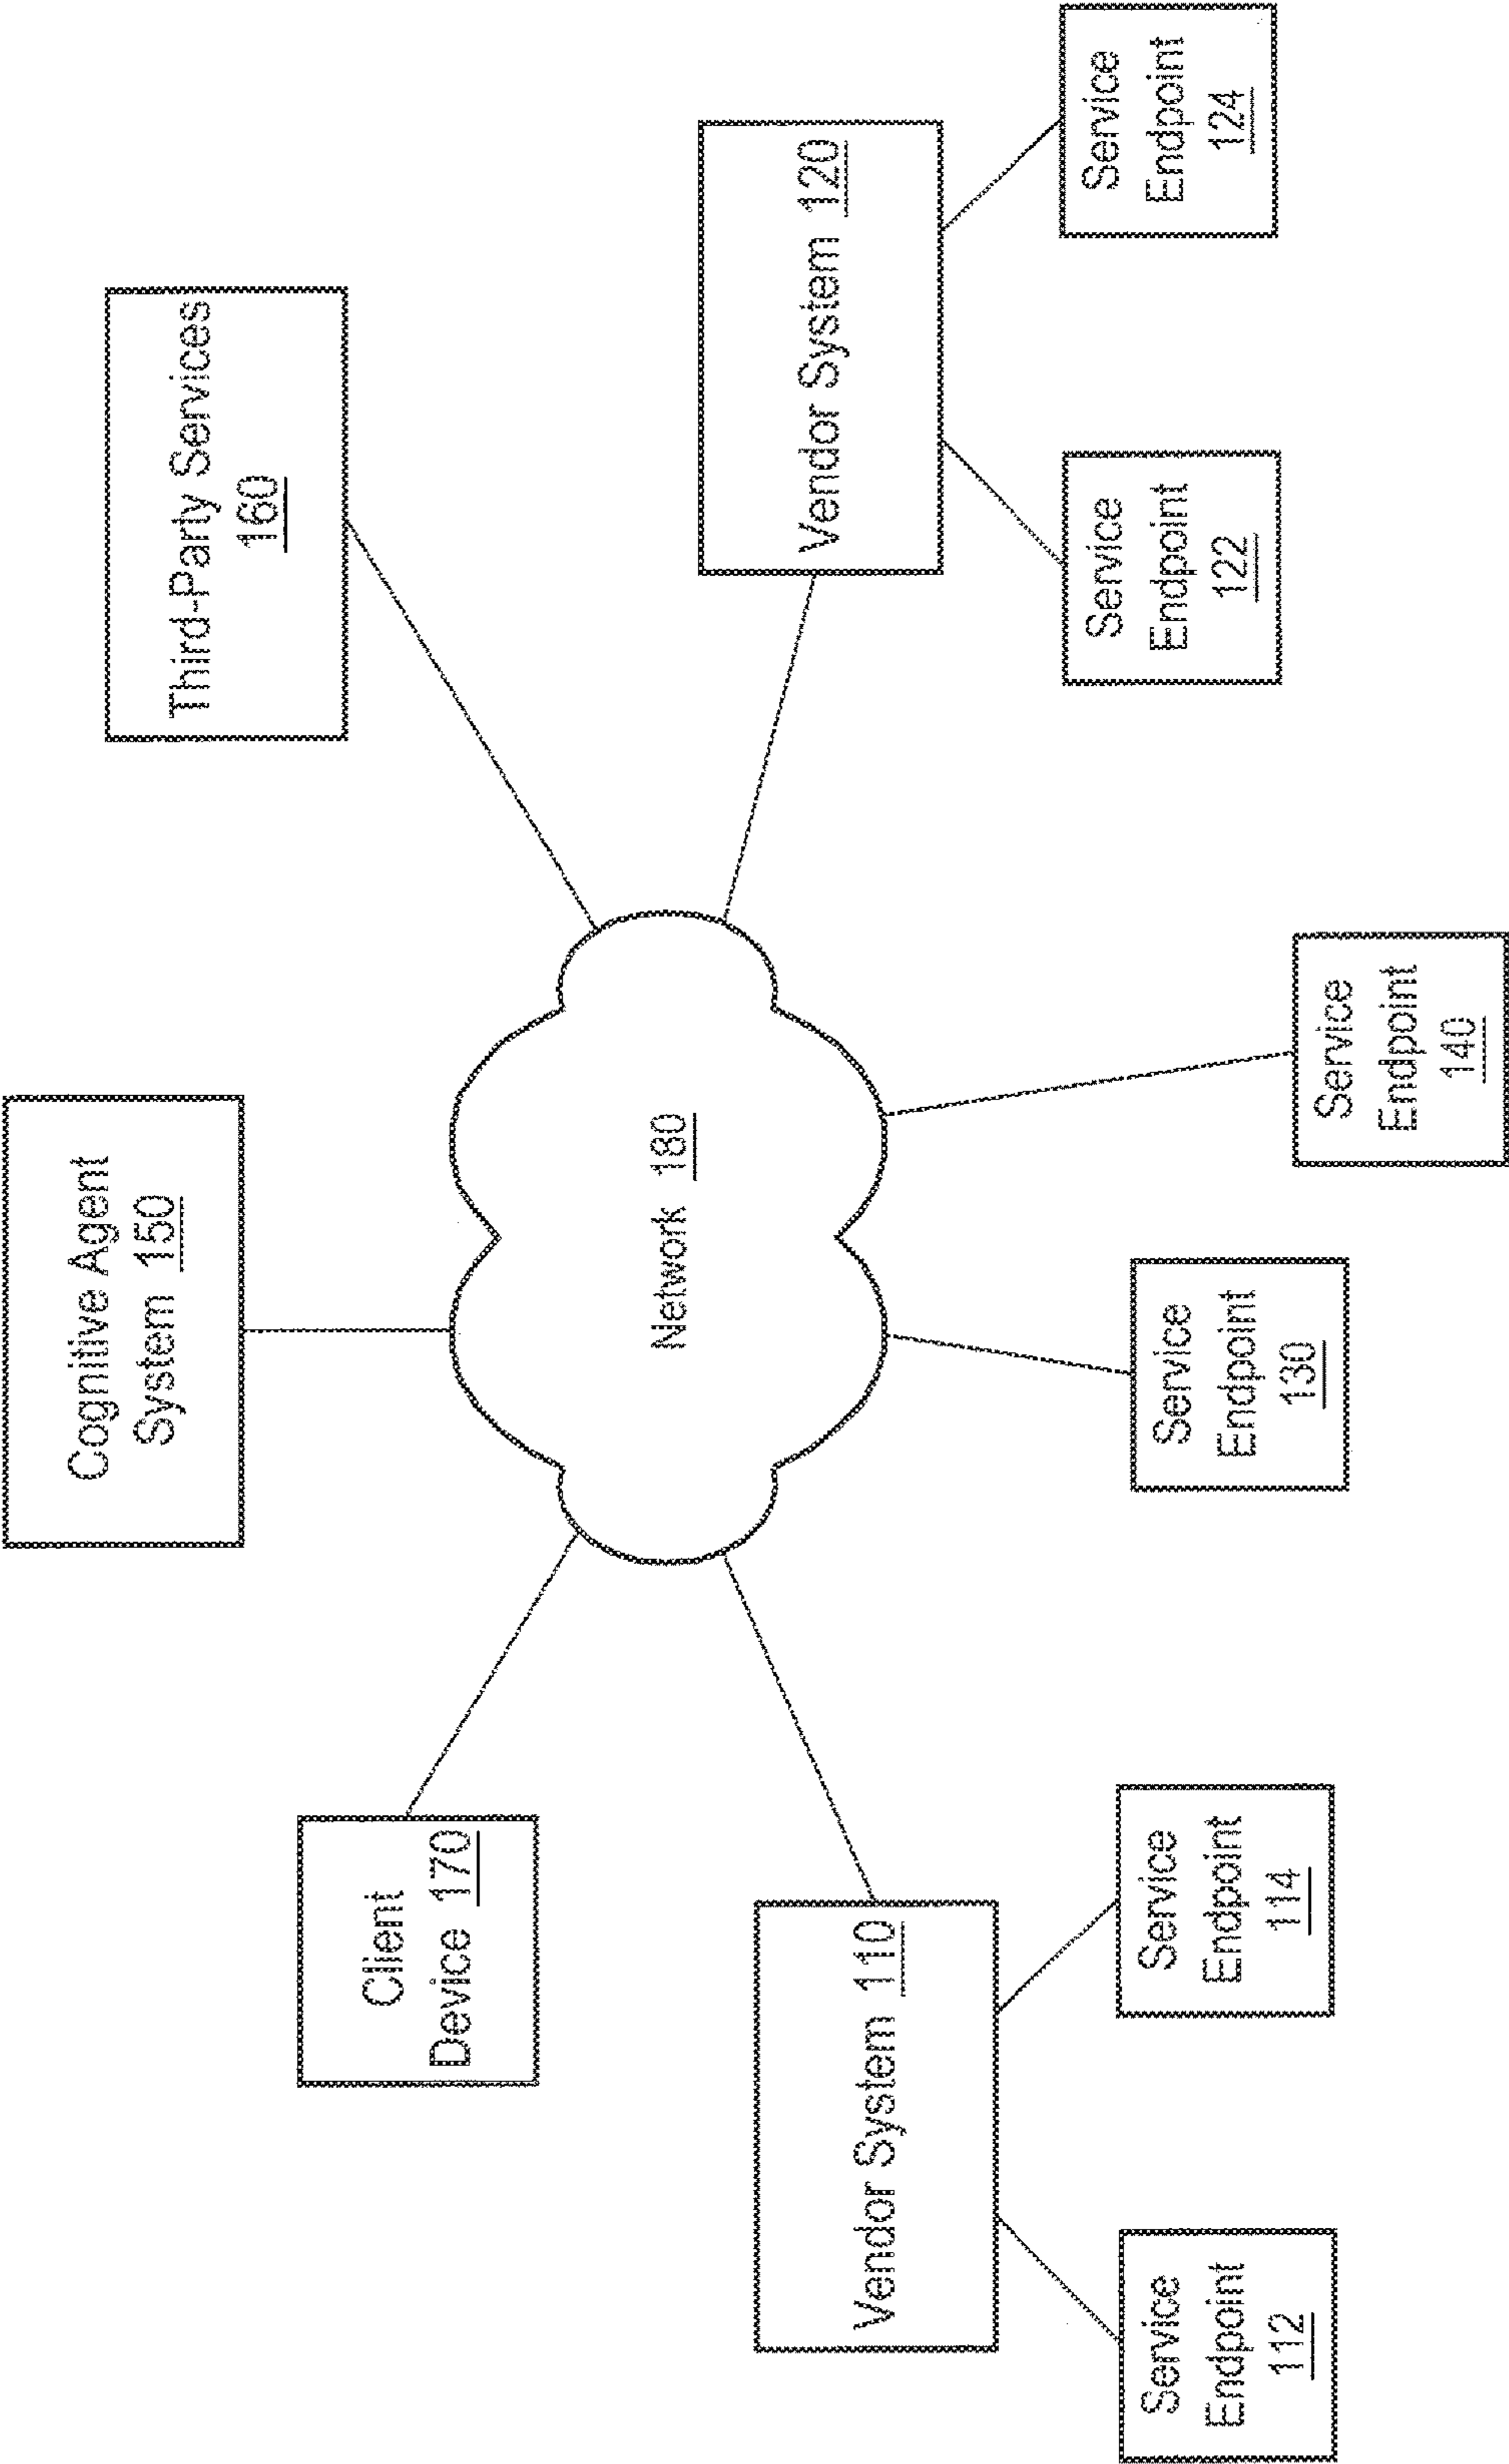 Cognitive Agent
System 150
Third-Party Services
160
Client
Device 170
Network 180
Vendor System 110
Vendor System 120
Service
Endpoint
112
Service
Endpoint
114
Service
Endpoint
130
Service
Endpoint
140
Service
Endpoint
122
Service
Endpoint
124